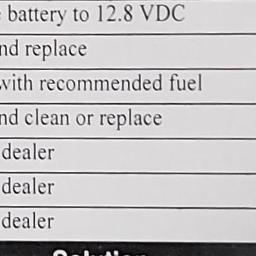 battery to 12.8 VDC
nd replace
with recommended fuel
nd clean or replace
dealer
dealer
dealer
Solution